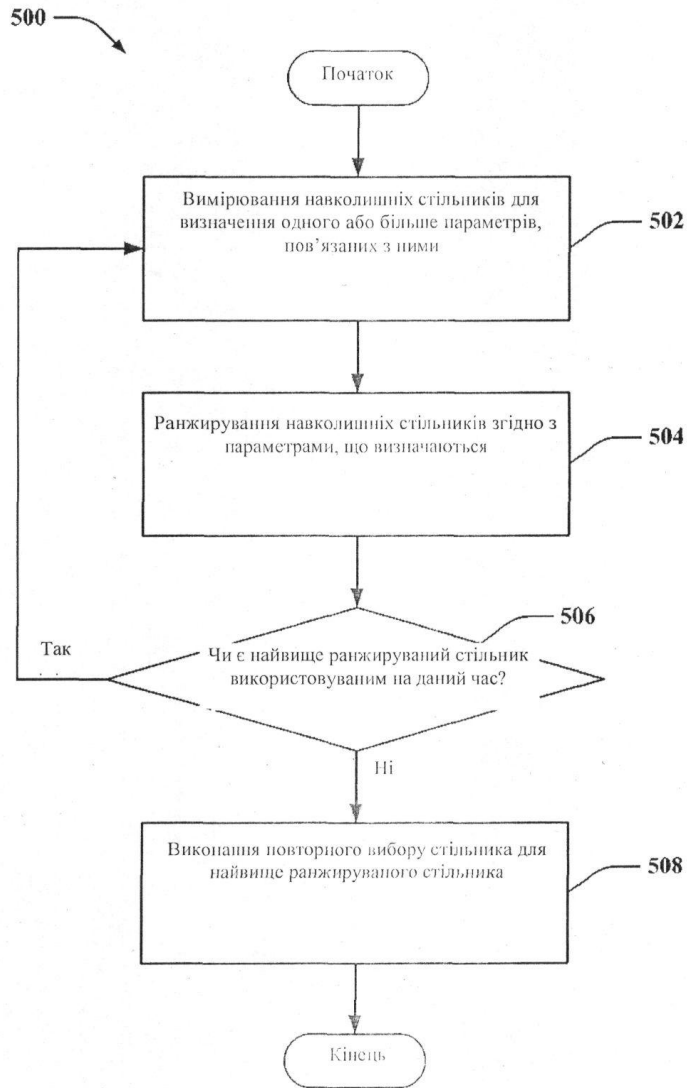 500
Початок
Вимірювання навколишніх стільників для
визначення одного або більше параметрів,
пов’язаних з ними
502
Ранжирування навколишніх стільників згідно з
параметрами, що визначаються
504
506
Так
Чи є найвище ранжируваний стільник
використовуваним на даний час?
Ні
Виконання повторного вибору стільника для
найвище ранжируваного стільника
508
Кінець